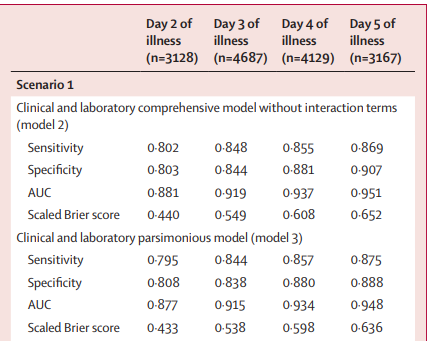 Day 2 of Day 3 of Day 4 of Day 5 of
illness illness illness illness
(n=3128) (n=4687) (n=4129) (n=3167)
Scenario 1
Clinical and laboratory comprehensive model without interaction terms
(model 2)
Sensitivity 0·802 0·848 0·855 0·869
Specificity 0·803 0·844 0·881 0·907
AUC 0·881 0·919 0·937 0·951
Scaled Brier score 0·440 0·549 0·608 0·652
Clinical and laboratory parsimonious model (model 3)
Sensitivity 0·795 0·844 0·857 0·875
Specificity 0·808 0·838 0·880 0·888
AUC 0·877 0·915 0·934 0·948
Scaled Brier score 0·433 0·538 0·598 0·636